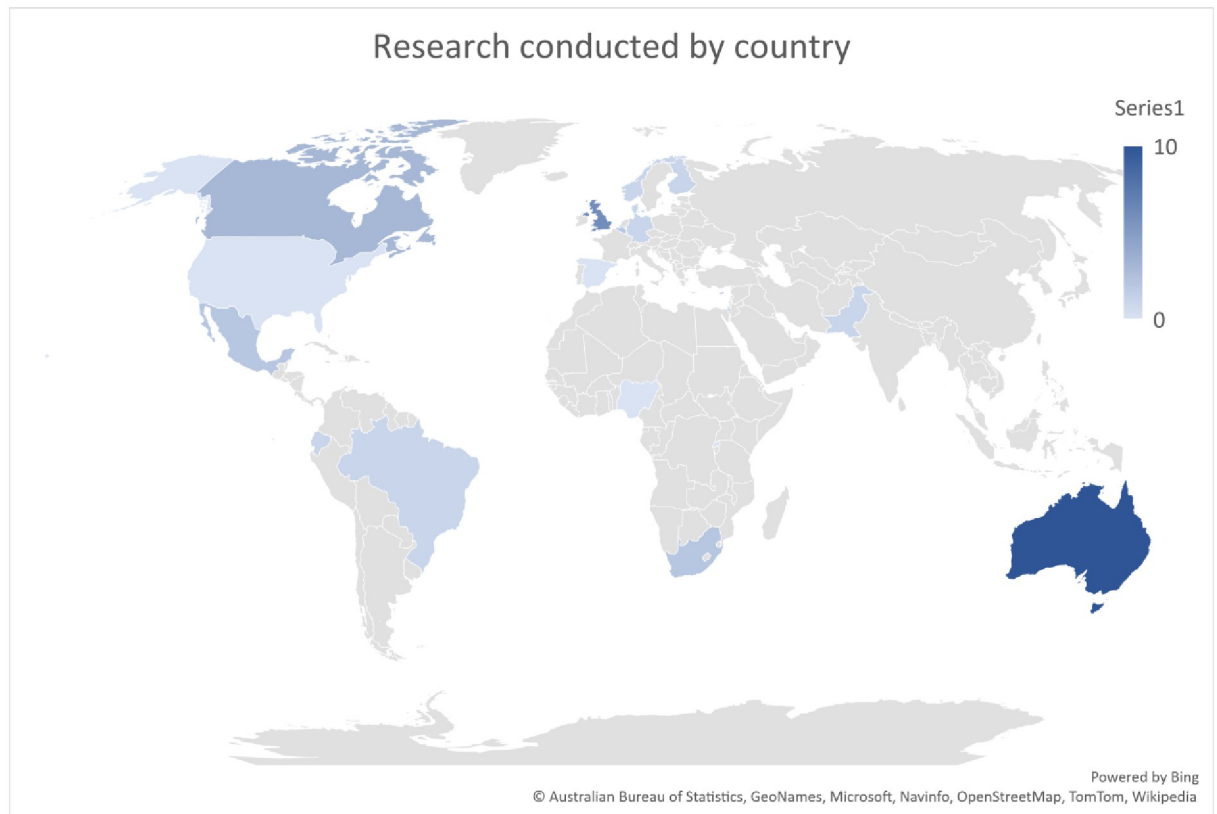 Research conducted by country
Series1
10
0
Powered by Bing
© Australian Bureau of Statistics, GeoNames, Microsoft, Navinfo, OpenStreetMap, TomTom, Wikipedia